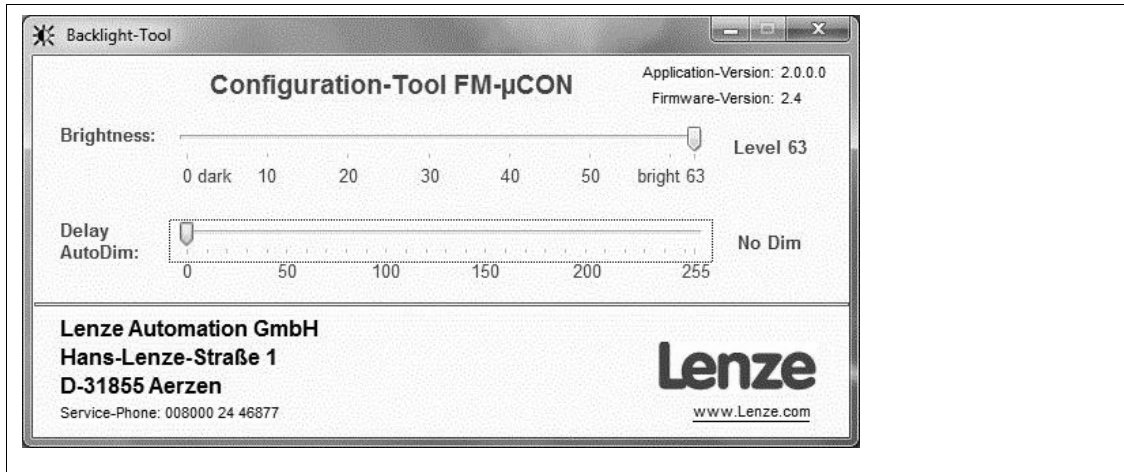 Backlight-Tool
Configuration-Tool FM-µCON
Application-Version: 2.0.0.0
Firmware-Version: 2.4
Brightness:
Level 63
0 dark 10 20 30 40 50 bright 63
Delay
AutoDim:
No Dim
0 50 100 150 200 255
Lenze Automation GmbH
Hans-Lenze-Straße 1
D-31855 Aerzen
Service-Phone: 008000 24 46877
Lenze
www.Lenze.com